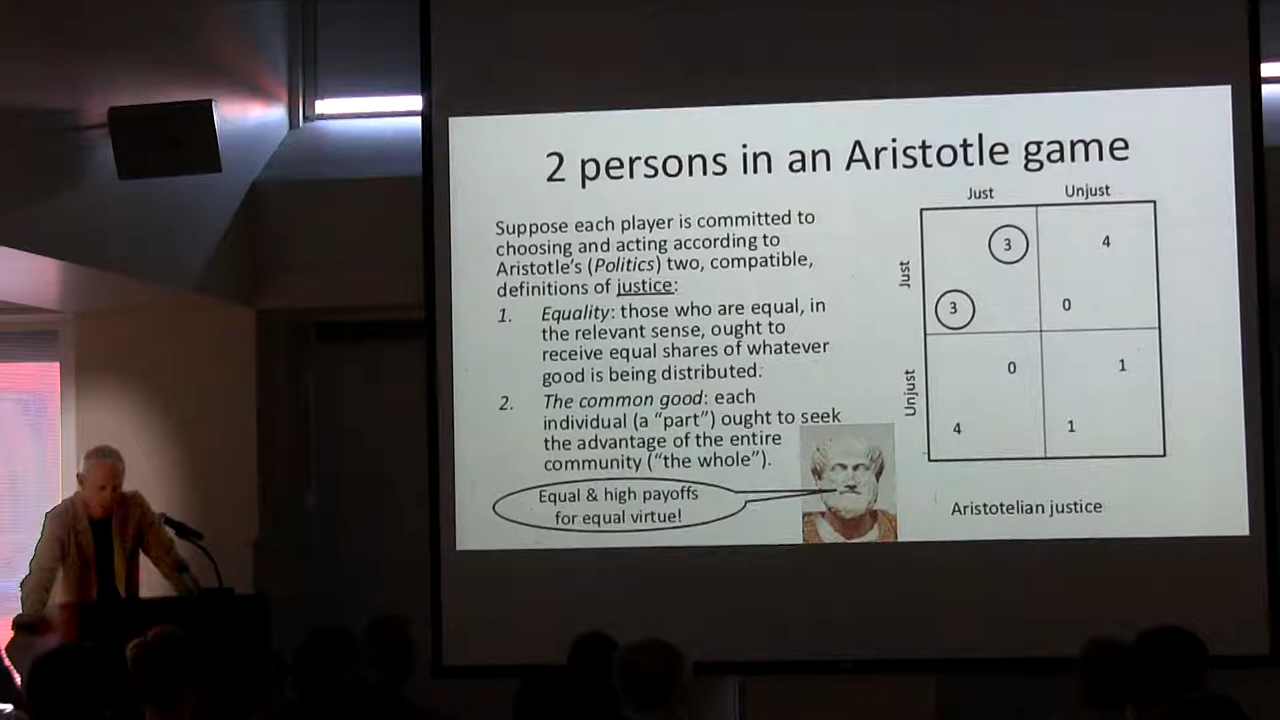 2 persons in an Aristotle game
Suppose each player is committed to
choosing and acting according to
Aristotle's (Politics) two, compatible,
definitions of justice:
1. Equality: those who are equal, in
the relevant sense, ought to
receive equal shares of whatever
good is being distributed.
2. The common good: each
individual (a "part") ought to seek
the advantage of the entire
community ("the whole").
Equal & high payoffs
for equal virtue!
Just Unjust
Just
3 4
3 0
Unjust
0 1
4 1
Aristotelian justice